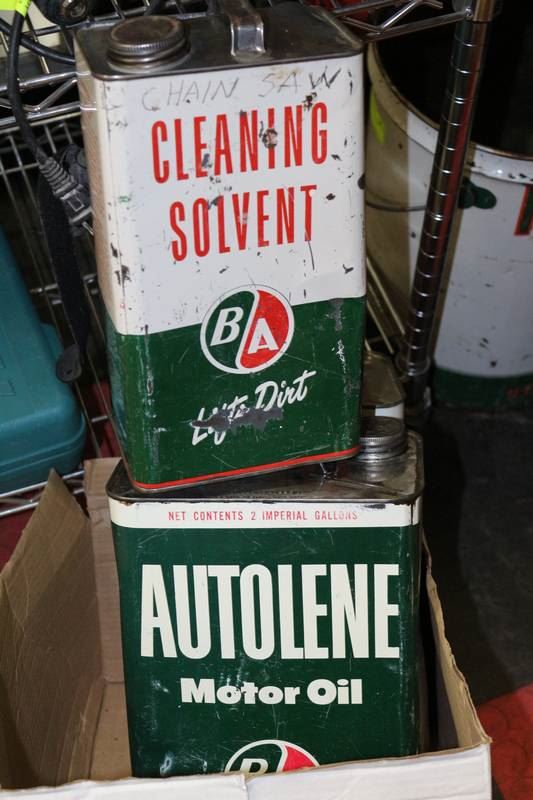 CHAIN SAW
CLEANING
SOLVENT
BA
Lifts Dirt
NET CONTENTS 2 IMPERIAL GALLONS
AUTOLENE
Motor Oil
B